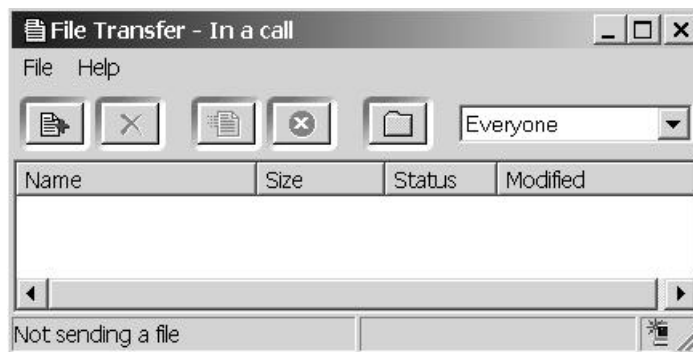 File Transfer - In a call
File Help
Everyone
Name Size Status Modified
Not sending a file